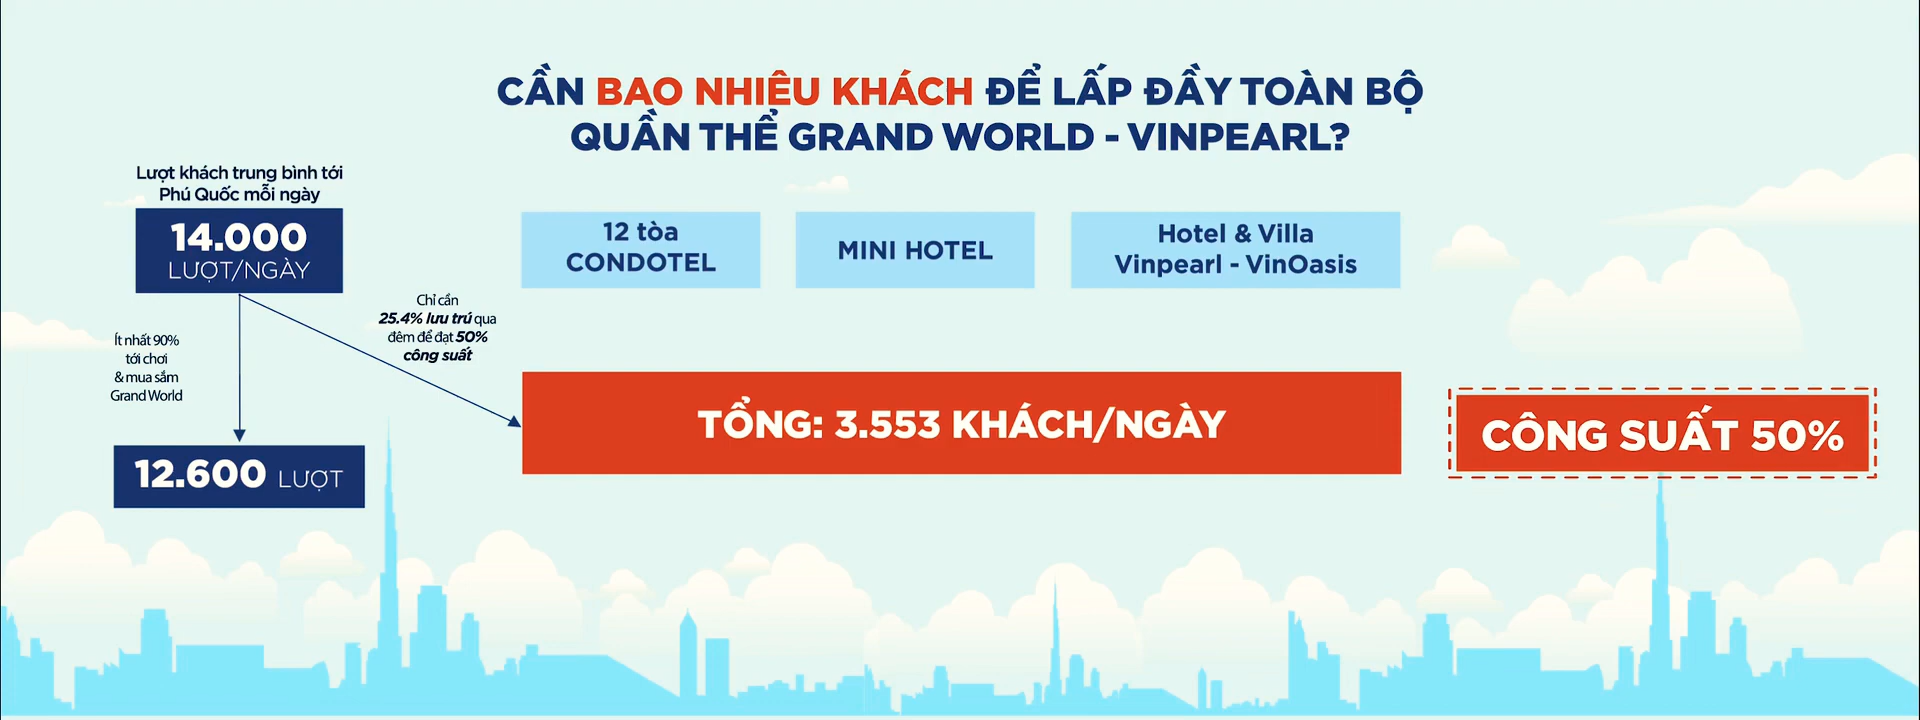 CẦN BAO NHIÊU KHÁCH ĐỂ LẤP ĐẦY TOÀN BỘ
QUẦN THỂ GRAND WORLD - VINPEARL?
Lượt khách trung bình tới
Phú Quốc mỗi ngày
14.000
LƯỢT/NGÀY
12 tòa
CONDOTEL
MINI HOTEL
Hotel & Villa
Vinpearl - VinOasis
Chỉ cần
25.4% lưu trú qua
đêm để đạt 50%
công suất
Ít nhất 90%
tới chơi
& mua sắm
Grand World
TỔNG: 3.553 KHÁCH/NGÀY
CÔNG SUẤT 50%
12.600 LƯỢT